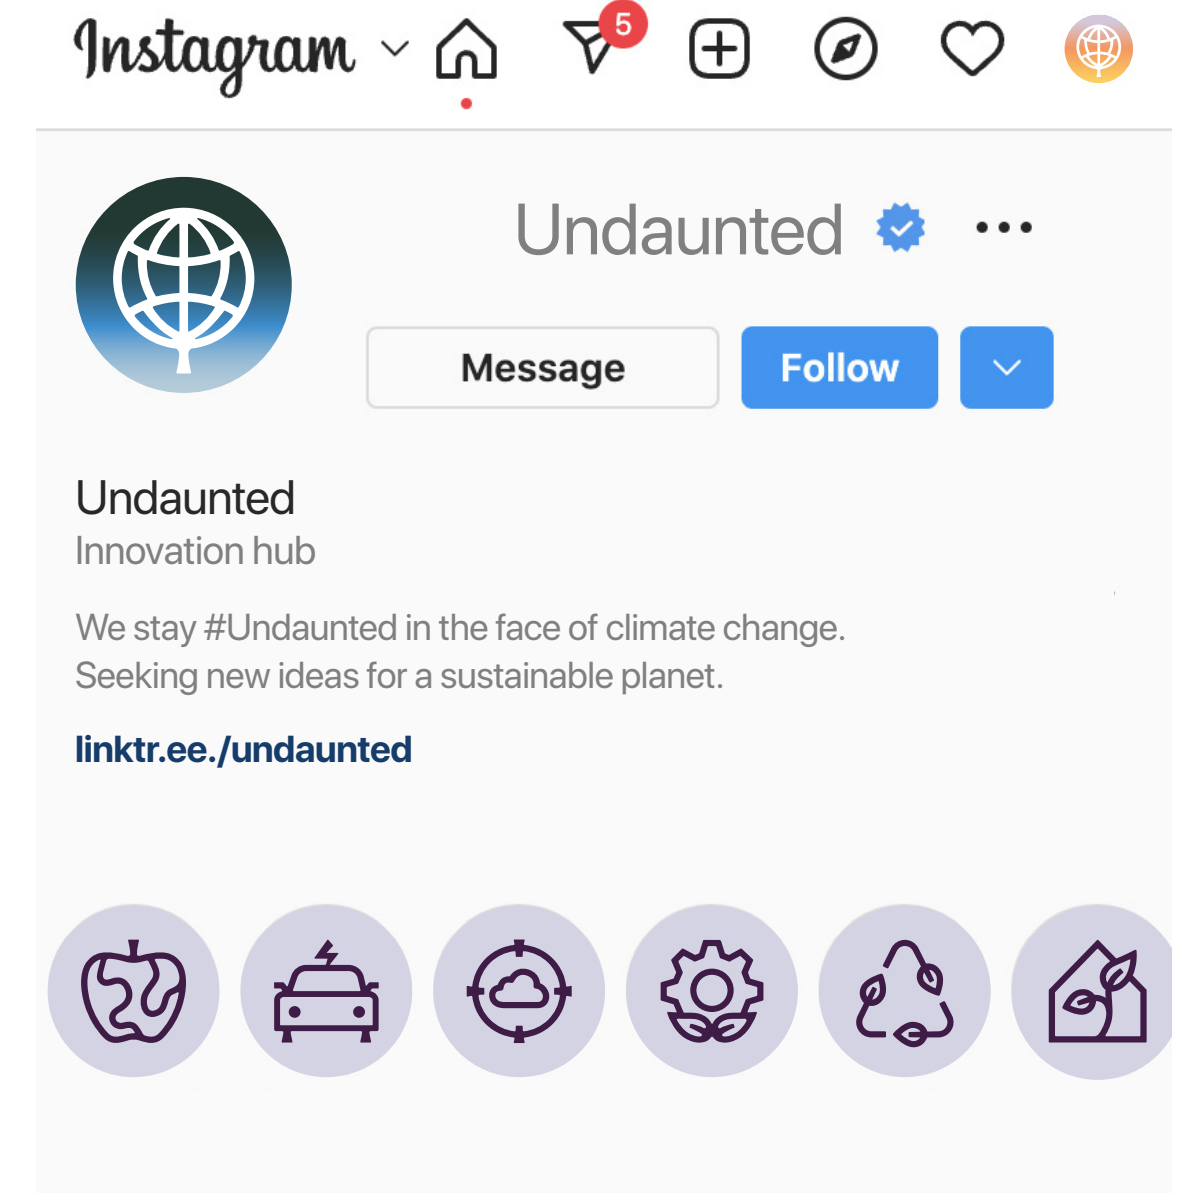 Instagram
5
Undaunted
Message
Follow
Undaunted
Innovation hub
We stay #Undaunted in the face of climate change.
Seeking new ideas for a sustainable planet.
linktr.ee./undaunted